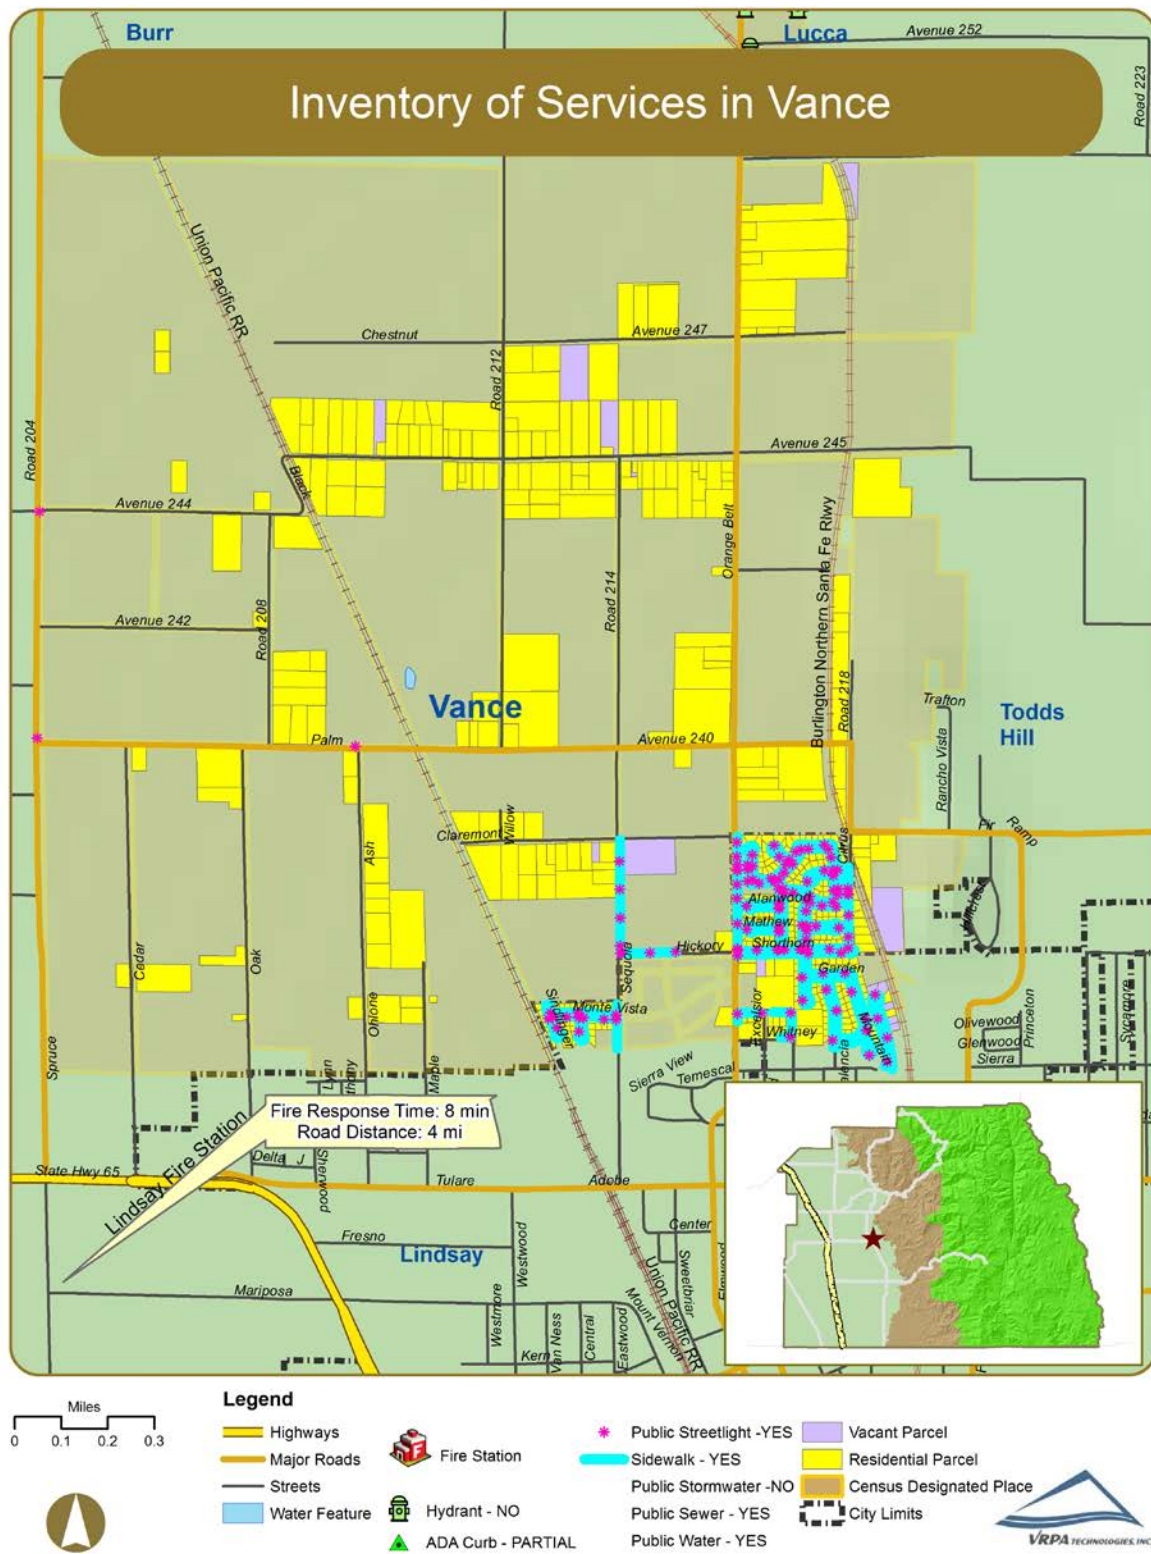 Burr
Lucca
Avenue 252
Road 223
Inventory of Services in Vance
Union Pacific RR
Chestnut
Avenue 247
Road 212
Road 204
Avenue 245
Black
Avenue 244
Orange Belt
Burlington Northern Santa Fe Rlwy
Road 214
Avenue 242
Road 208
Road 218
Vance
Trafton
Todds
Hill
Rancho Vista
Palm
Avenue 240
Claremont
Willow
Citrus
Fir
Ramp
Ash
Alanwood
Mathew
Hillcrest
Shorthorn
Hickory
Sequoia
Garden
Cedar
Oak
Ohlone
Maple
Monte Vista
Excelsior
Whitney
Mountain
Olivewood
Glenwood
Sierra
Princeton
Sycamore
Spruce
Lynn
thony
Sierra View
Temescal
alencia
Fire Response Time: 8 min
Road Distance: 4 mi
Lindsay Fire Station
State Hwy 65
Delta
J
Sherwood
Tulare
Adobe
Fresno
Lindsay
Westwood
Center
Sweetbriar
Elmwood
Mariposa
Union Pacific RR
Mount Vernon
Westmore
Kern
Van Ness
Central
Eastwood
Legend
Miles
0 0.1 0.2 0.3
Highways
Major Roads
Streets
Water Feature
Fire Station
Hydrant - NO
ADA Curb - PARTIAL
Public Streetlight -YES
Sidewalk - YES
Public Stormwater -NO
Public Sewer - YES
Public Water - YES
Vacant Parcel
Residential Parcel
Census Designated Place
City Limits
VRPA TECHNOLOGIES, INC